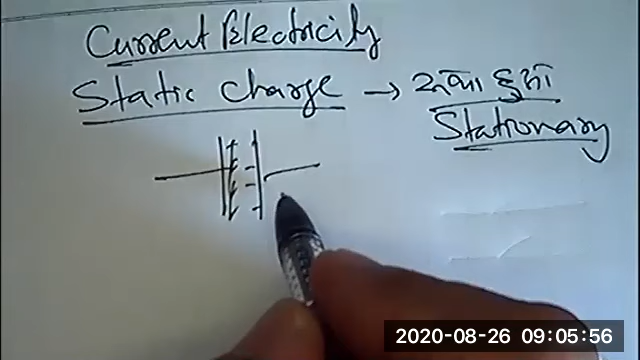 Current Electricity
Static charge →
Stationary
2020-08-26 09:05:56